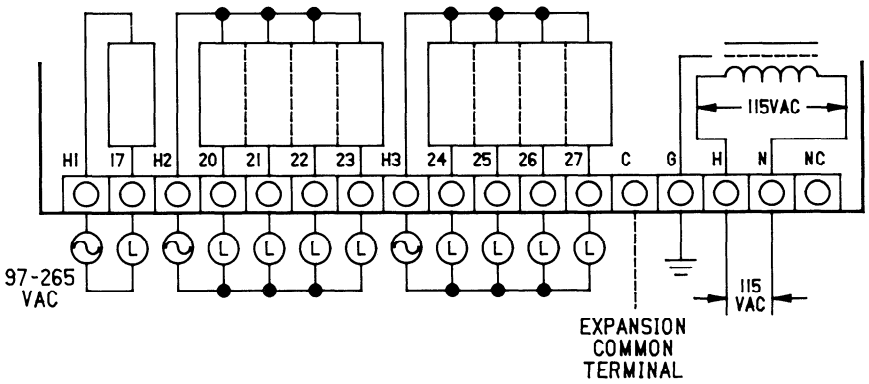 115VAC
H1 17 H2 20 21 22 23 H3 24 25 26 27 C G H N NC
L L L L L L L L L
97-265
VAC
115
VAC
EXPANSION
COMMON
TERMINAL